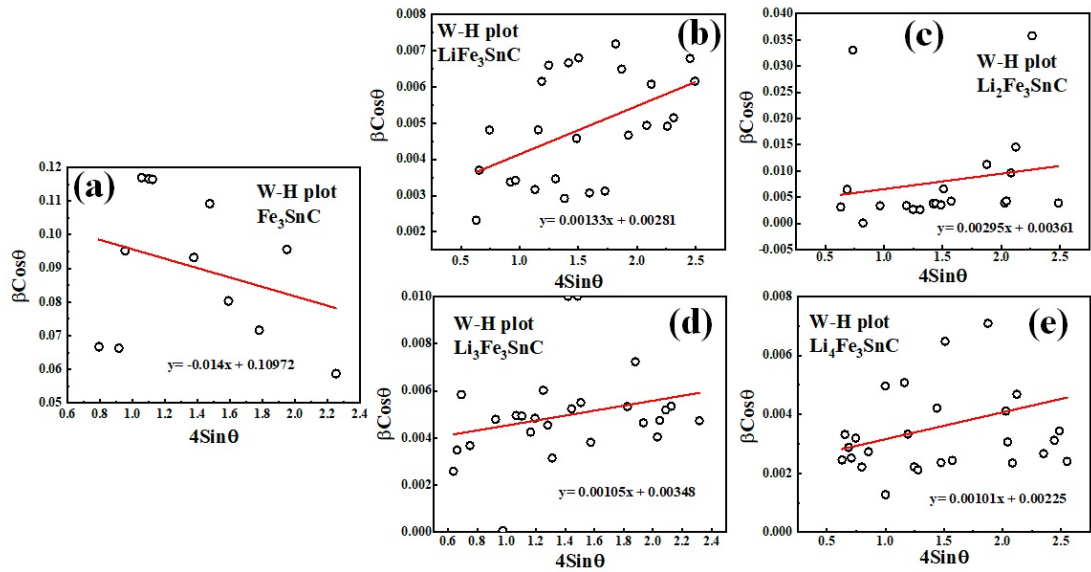 (a)
W-H plot
Fe₃SnC
y= -0.014x + 0.10972
βCosθ
0.12
0.11
0.10
0.09
0.08
0.07
0.06
0.05
0.6 0.8 1.0 1.2 1.4 1.6 1.8 2.0 2.2 2.4
4Sinθ
(b)
W-H plot
LiFe₃SnC
y= 0.00133x + 0.00281
βCosθ
0.008
0.007
0.006
0.005
0.004
0.003
0.002
0.5 1.0 1.5 2.0 2.5
4Sinθ
(c)
W-H plot
Li₂Fe₃SnC
y= 0.00295x + 0.00361
βCosθ
0.040
0.035
0.030
0.025
0.020
0.015
0.010
0.005
0.000
-0.005
0.5 1.0 1.5 2.0 2.5
4Sinθ
(d)
W-H plot
Li₃Fe₃SnC
y= 0.00105x + 0.00348
βCosθ
0.010
0.008
0.006
0.004
0.002
0.000
0.4 0.6 0.8 1.0 1.2 1.4 1.6 1.8 2.0 2.2 2.4
4Sinθ
(e)
W-H plot
Li₄Fe₃SnC
y= 0.00101x + 0.00225
βCosθ
0.008
0.006
0.004
0.002
0.000
0.5 1.0 1.5 2.0 2.5
4Sinθ